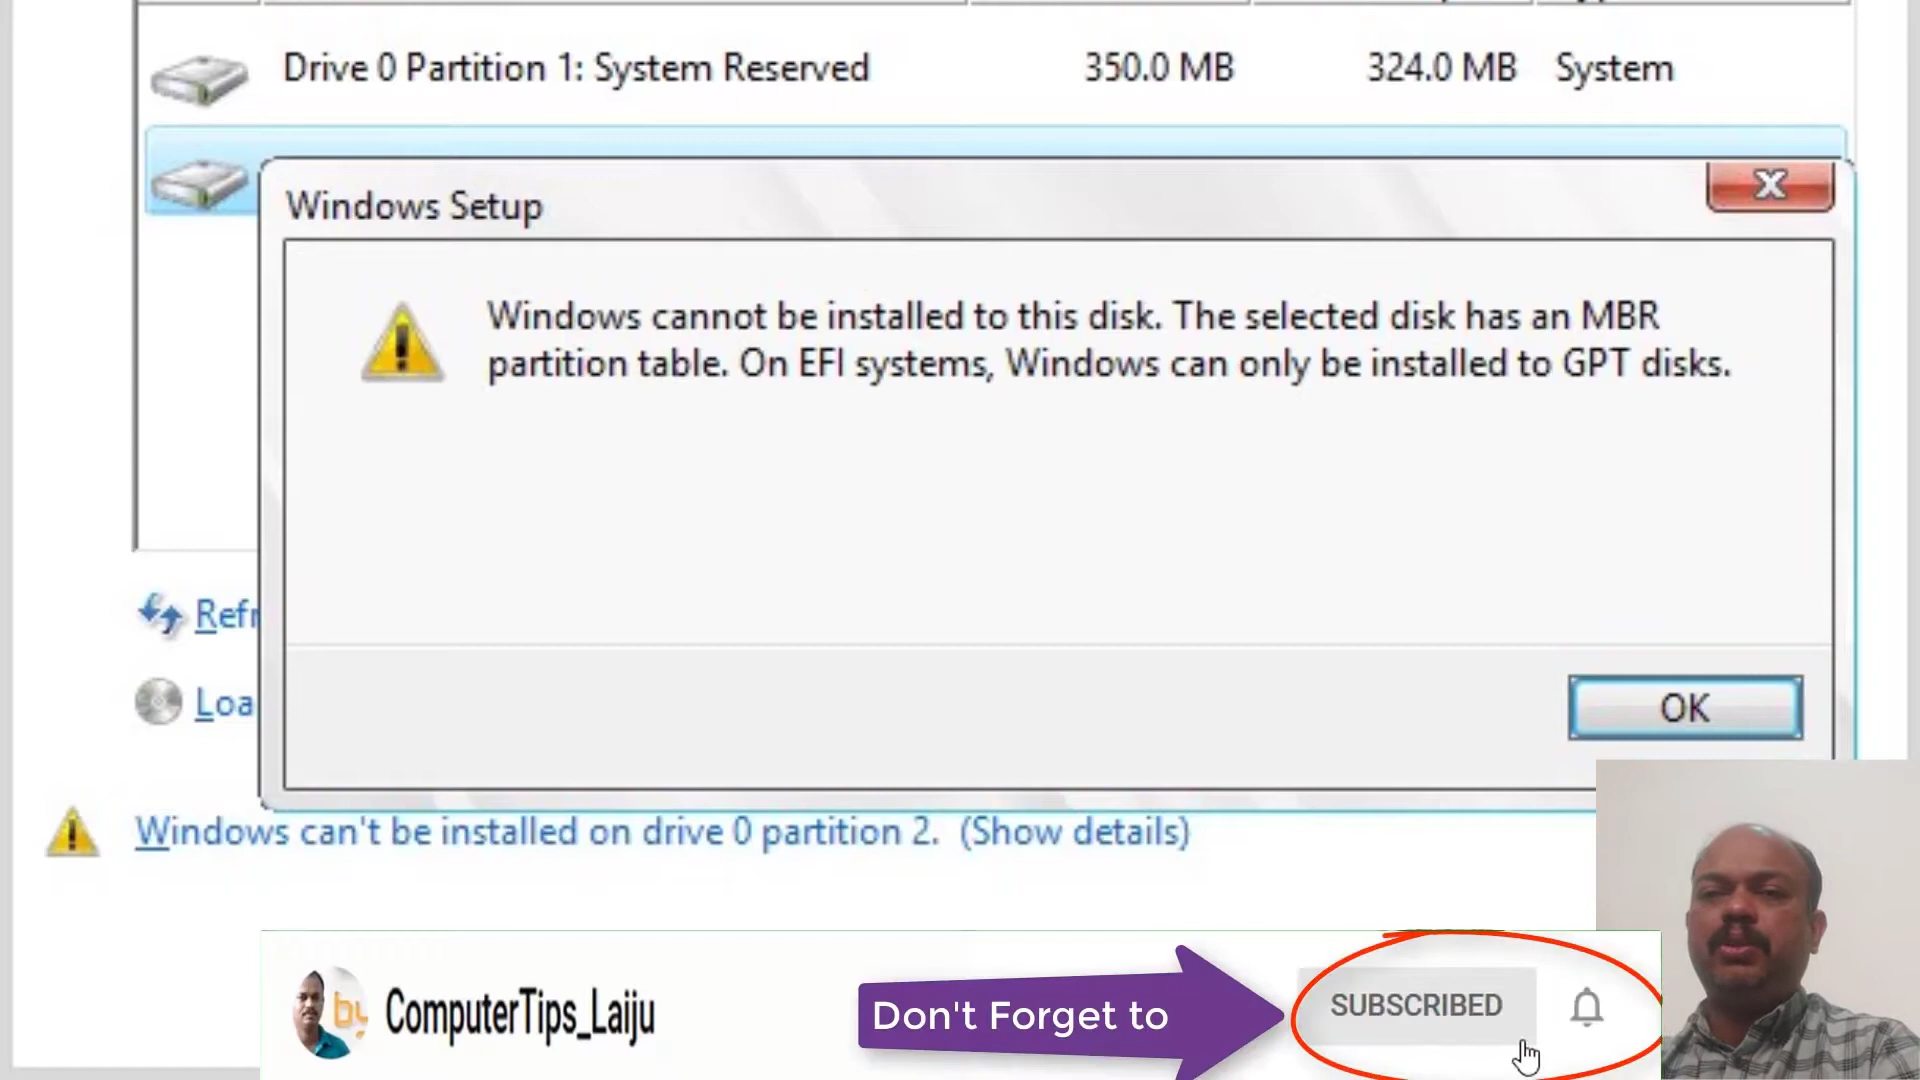 Drive 0 Partition 1: System Reserved 350.0 MB 324.0 MB System
Windows Setup
Windows cannot be installed to this disk. The selected disk has an MBR
partition table. On EFI systems, Windows can only be installed to GPT disks.
Refr
Loa
OK
Windows can't be installed on drive 0 partition 2. (Show details)
by
ComputerTips_Laiju
Don't Forget to
SUBSCRIBED